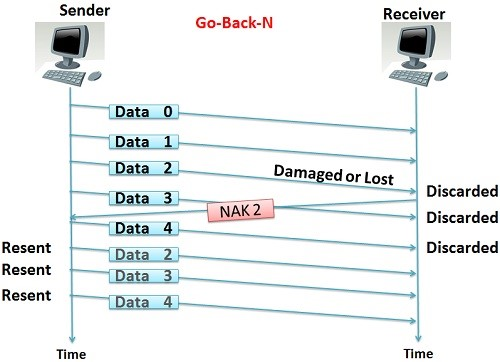 Sender
Go-Back-N
Receiver
Data 0
Data 1
Data 2
Damaged or Lost
Discarded
Data 3
NAK 2
Discarded
Data 4
Discarded
Resent
Data 2
Resent
Data 3
Resent
Data 4
Time
Time